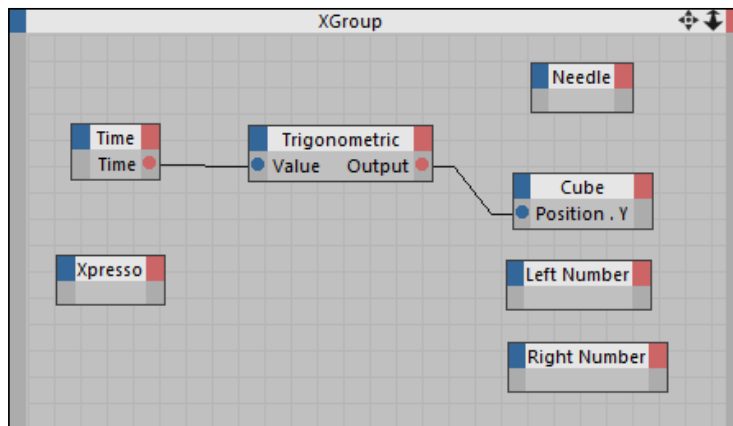 XGroup
Needle
Time
Time
Trigonometric
Value Output
Cube
Position . Y
Xpresso
Left Number
Right Number